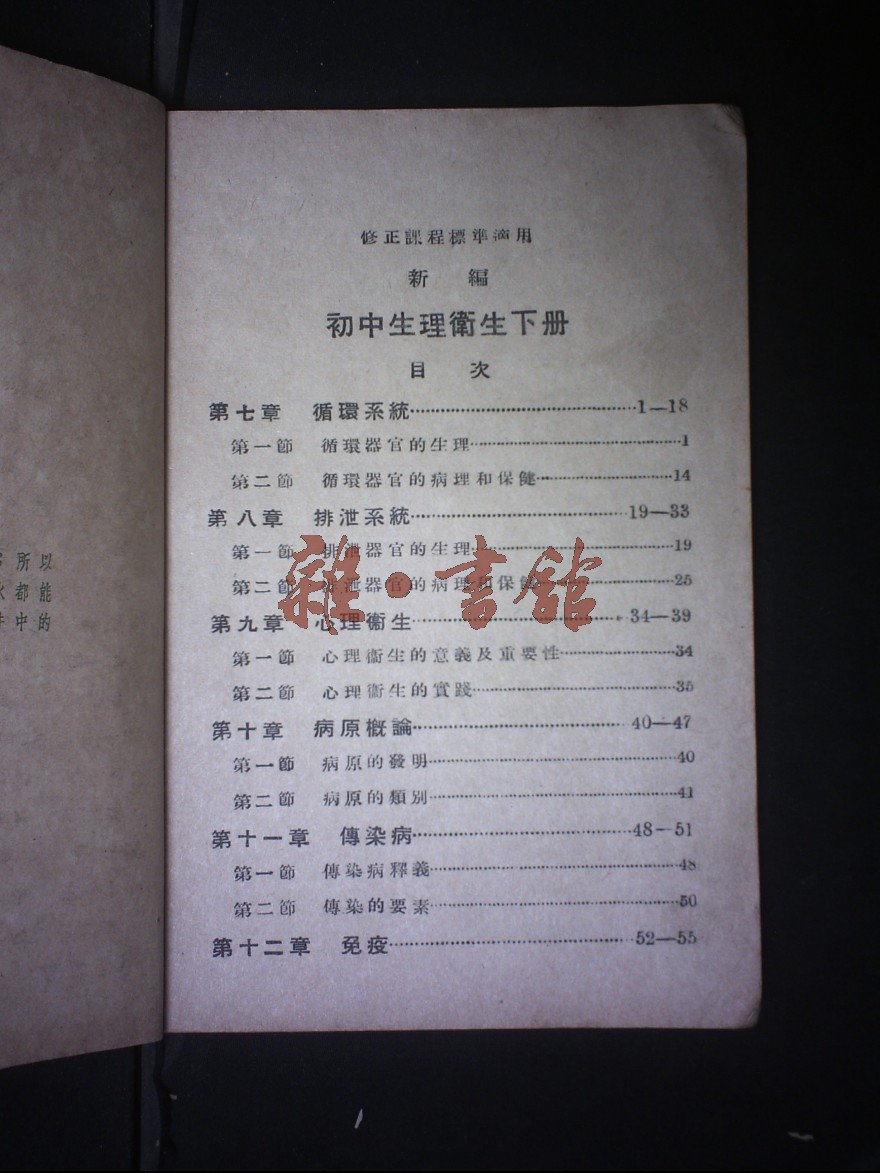 修正課程標準適用
新編
初中生理衛生下册
目次
第七章 循環系統……1—18
第一節 循環器官的生理……1
第二節 循環器官的病理和保健……14
第八章 排泄系統……19—33
第一節 排泄器官的生理……19
第二節 排泄器官的病理和保健……25
第九章 心理衞生……34—39
第一節 心理衞生的意義及重要性……34
第二節 心理衞生的實踐……35
第十章 病原概論……40—47
第一節 病原的發明……40
第二節 病原的類別……41
第十一章 傳染病……48—51
第一節 傳染病釋義……48
第二節 傳染的要素……50
第十二章 免疫……52—55
所以
都能
中的
雜·書館